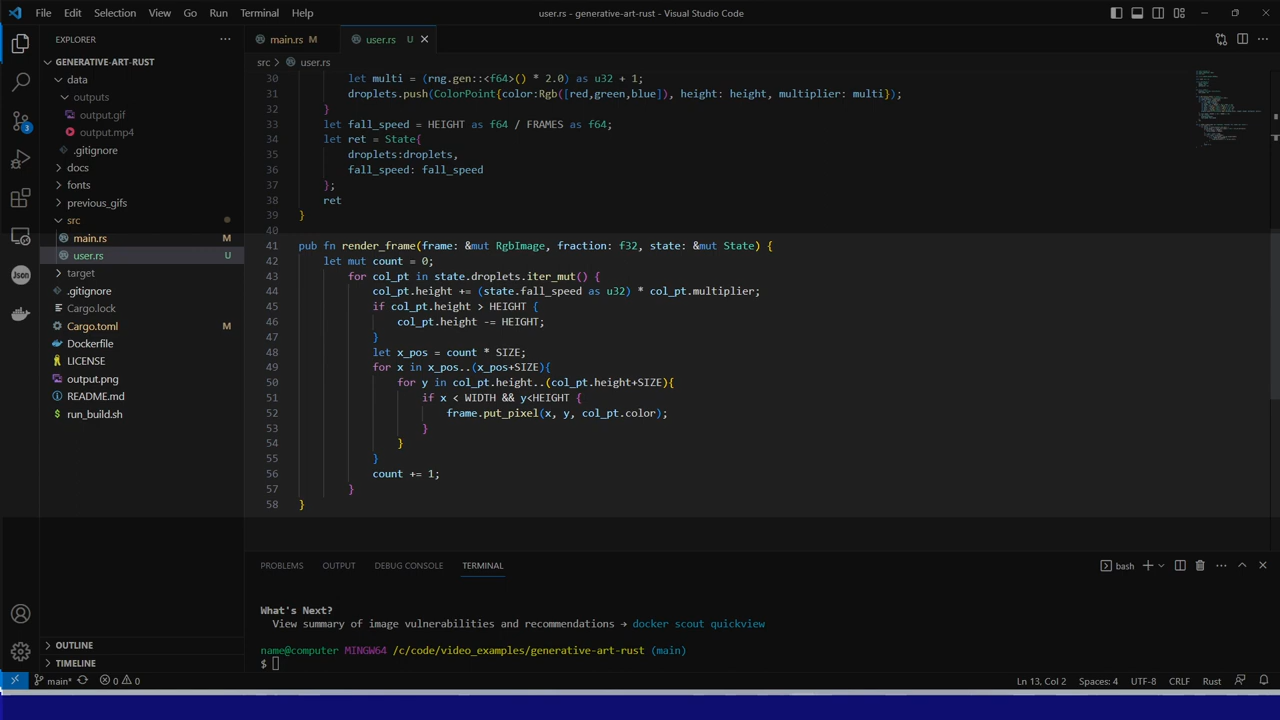 File Edit Selection View Go Run Terminal Help
user.rs - generative-art-rust - Visual Studio Code
EXPLORER
GENERATIVE-ART-RUST
data
outputs
output.gif
output.mp4
.gitignore
docs
fonts
previous_gifs
src
main.rs M
user.rs U
target
.gitignore
Cargo.lock
Cargo.toml M
Dockerfile
LICENSE
output.png
README.md
run_build.sh
OUTLINE
TIMELINE
3
Json
main.rs M
user.rs U
src > user.rs
30 let multi = (rng.gen::<f64>() * 2.0) as u32 + 1;
31 droplets.push(ColorPoint{color:Rgb([red,green,blue]), height: height, multiplier: multi});
32 }
33 let fall_speed = HEIGHT as f64 / FRAMES as f64;
34 let ret = State{
35 droplets:droplets,
36 fall_speed: fall_speed
37 };
38 ret
39 }
40
41 pub fn render_frame(frame: &mut RgbImage, fraction: f32, state: &mut State) {
42 let mut count = 0;
43 for col_pt in state.droplets.iter_mut() {
44 col_pt.height += (state.fall_speed as u32) * col_pt.multiplier;
45 if col_pt.height > HEIGHT {
46 col_pt.height -= HEIGHT;
47 }
48 let x_pos = count * SIZE;
49 for x in x_pos..(x_pos+SIZE){
50 for y in col_pt.height..(col_pt.height+SIZE){
51 if x < WIDTH && y<HEIGHT {
52 frame.put_pixel(x, y, col_pt.color);
53 }
54 }
55 }
56 count += 1;
57 }
58 }
PROBLEMS OUTPUT DEBUG CONSOLE TERMINAL
bash
What's Next?
View summary of image vulnerabilities and recommendations → docker scout quickview
name@computer MINGW64 /c/code/video_examples/generative-art-rust (main)
$
main* 0 0
Ln 13, Col 2 Spaces: 4 UTF-8 CRLF Rust